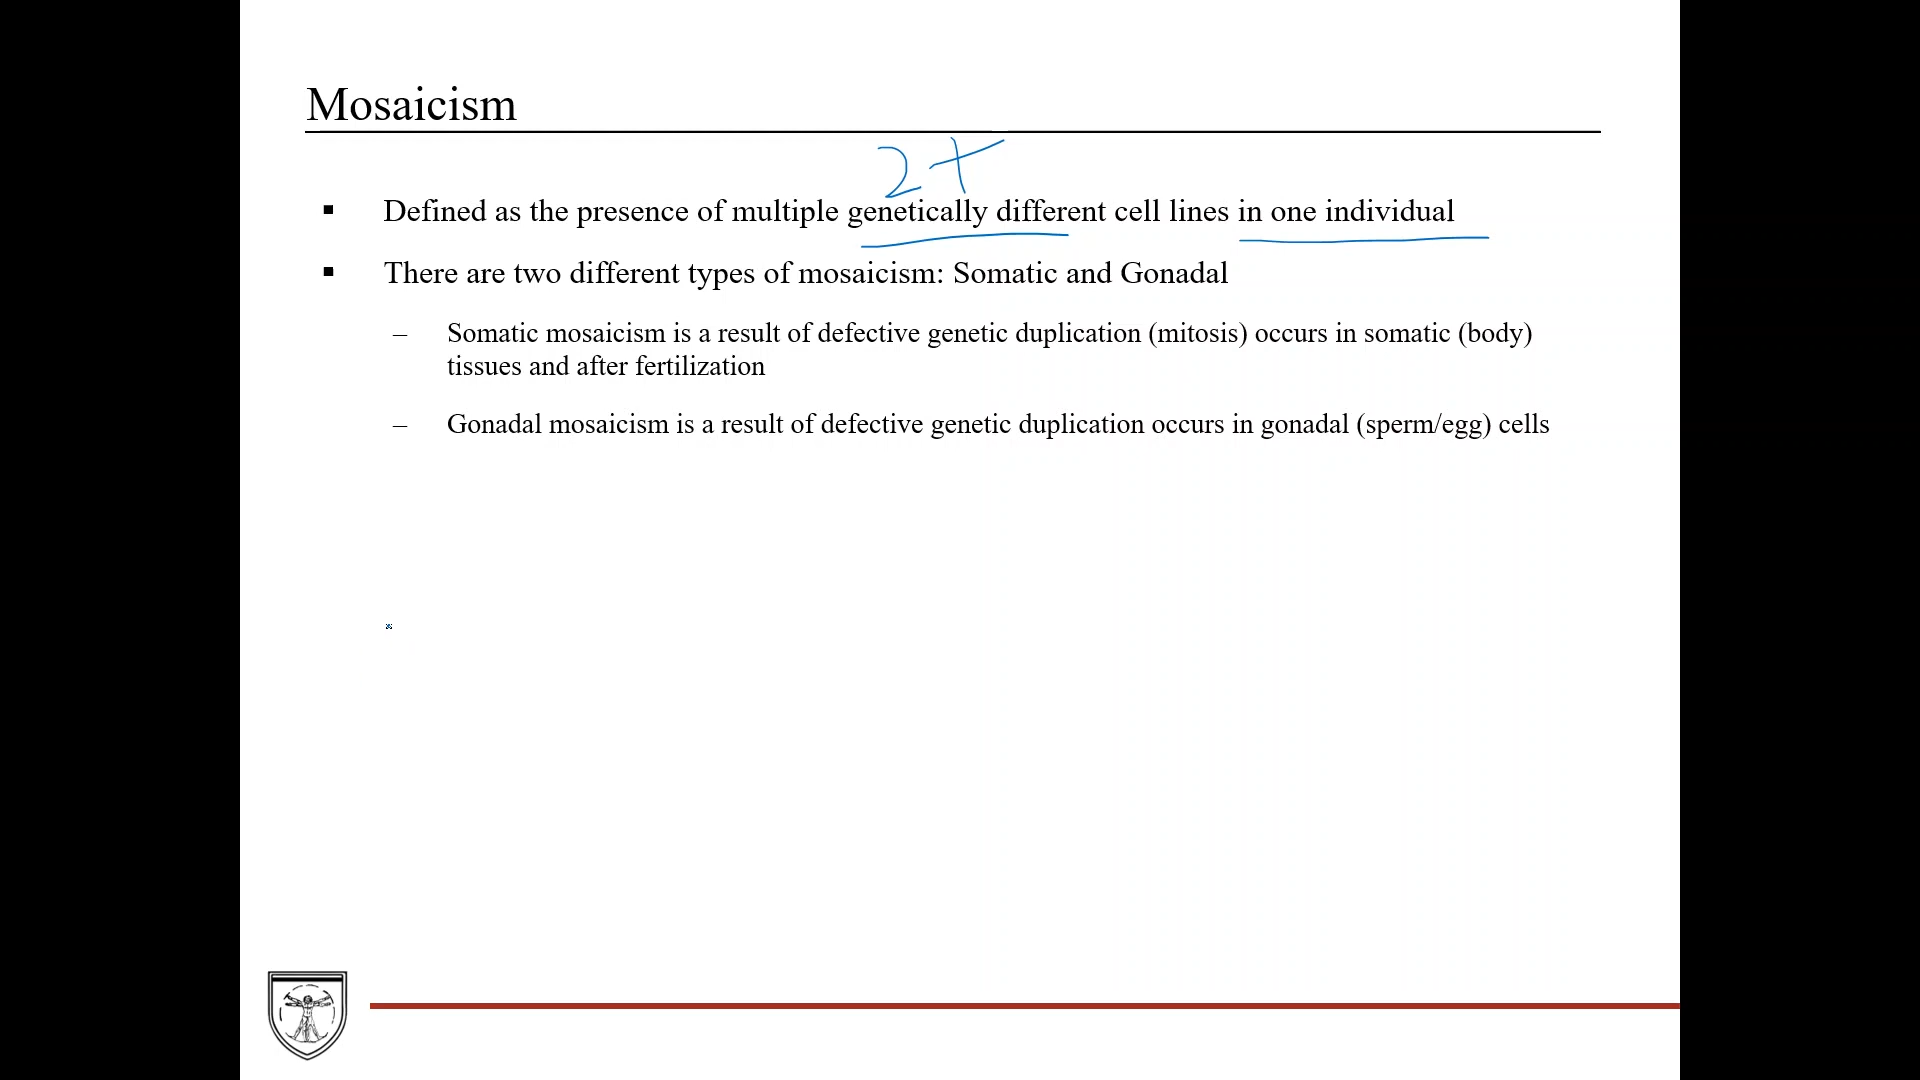 Mosaicism
2+
▪ Defined as the presence of multiple genetically different cell lines in one individual
▪ There are two different types of mosaicism: Somatic and Gonadal
– Somatic mosaicism is a result of defective genetic duplication (mitosis) occurs in somatic (body)
tissues and after fertilization
– Gonadal mosaicism is a result of defective genetic duplication occurs in gonadal (sperm/egg) cells